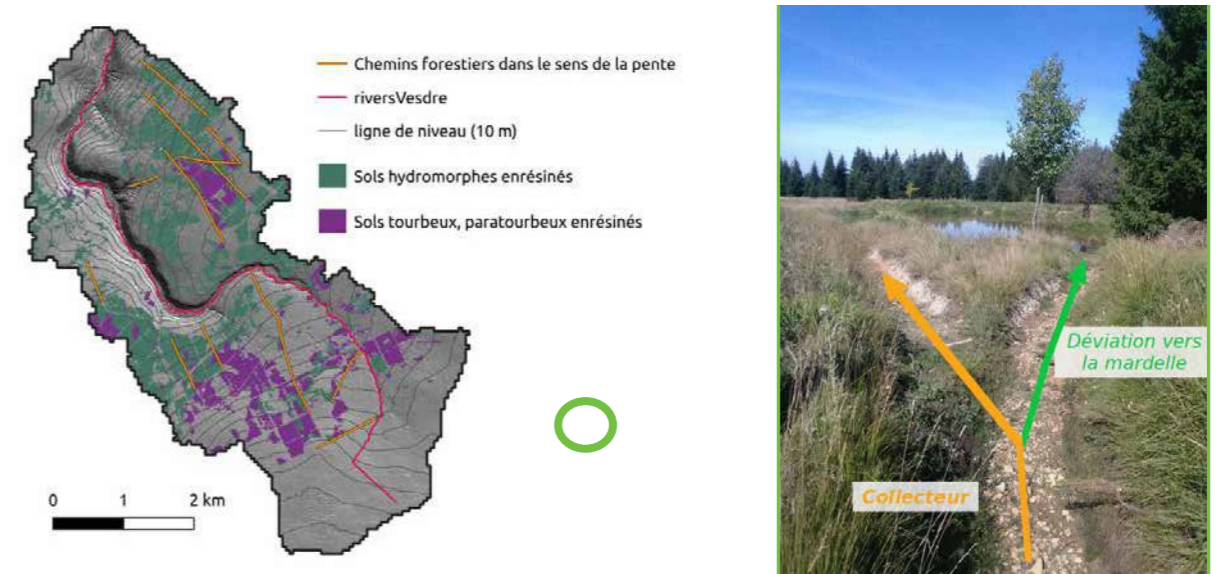 Chemins forestiers dans le sens de la pente
riversVesdre
ligne de niveau (10 m)
Sols hydromorphes enrésinés
Sols tourbeux, paratourbeux enrésinés
0 1 2 km
Déviation vers
la mardelle
Collecteur